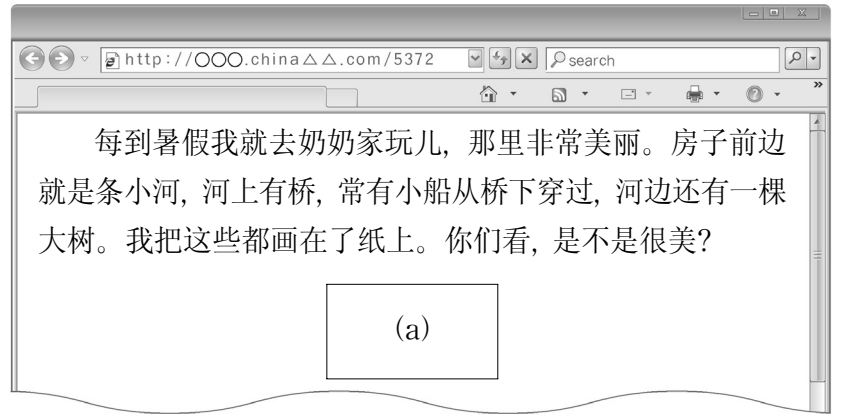 http://〇〇〇.china△△.com/5372
search
每到暑假我就去奶奶家玩儿, 那里非常美丽。房子前边
就是条小河, 河上有桥, 常有小船从桥下穿过, 河边还有一棵
大树。我把这些都画在了纸上。你们看, 是不是很美?
(a)